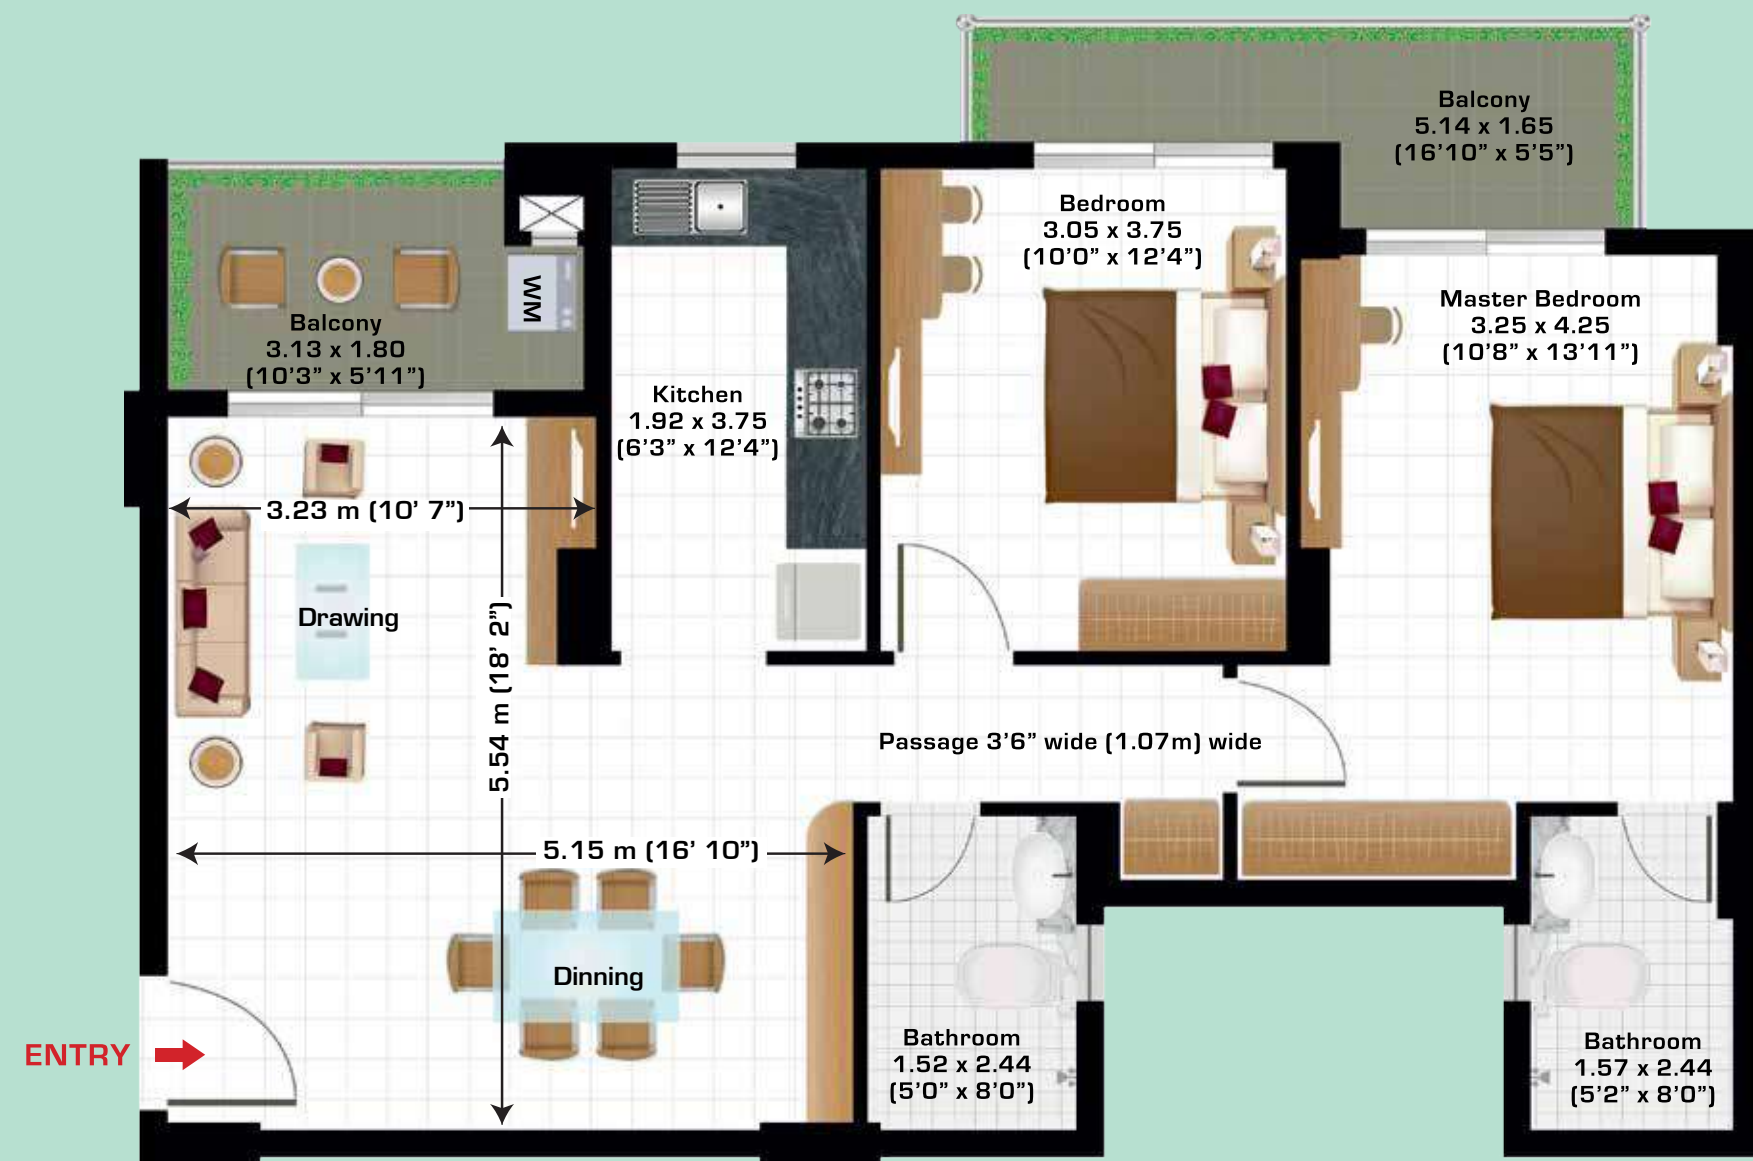 Balcony
5.14 x 1.65
(16'10" x 5'5")
Bedroom
3.05 x 3.75
(10'0" x 12'4")
Master Bedroom
3.25 x 4.25
(10'8" x 13'11")
WM
Balcony
3.13 x 1.80
(10'3" x 5'11")
Kitchen
1.92 x 3.75
(6'3" x 12'4")
3.23 m (10' 7")
Drawing
5.54 m (18' 2")
Passage 3'6" wide (1.07m) wide
5.15 m (16' 10")
Dinning
ENTRY
Bathroom
1.52 x 2.44
(5'0" x 8'0")
Bathroom
1.57 x 2.44
(5'2" x 8'0")